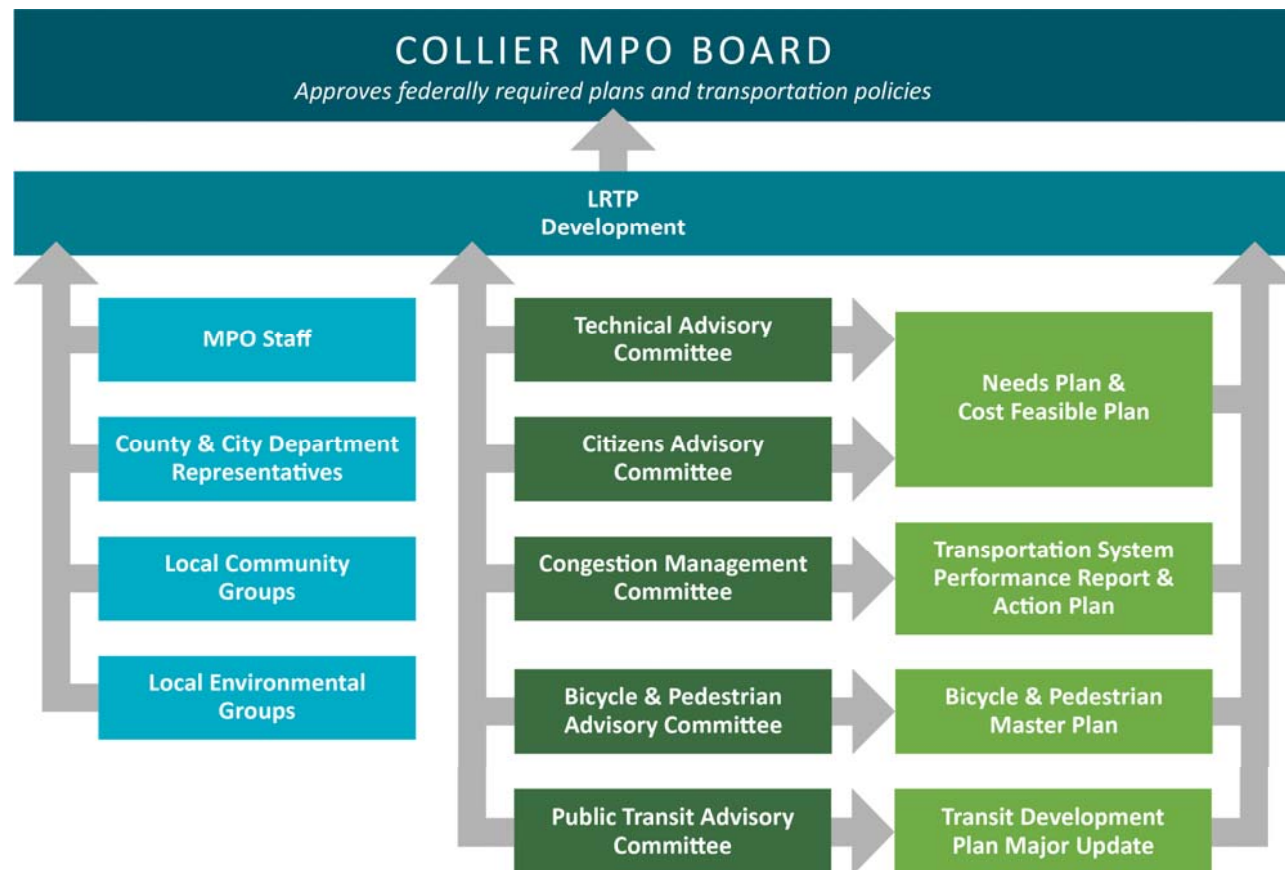 COLLIER MPO BOARD
Approves federally required plans and transportation policies
LRTP
Development
MPO Staff
County & City Department
Representatives
Local Community
Groups
Local Environmental
Groups
Technical Advisory
Committee
Citizens Advisory
Committee
Congestion Management
Committee
Bicycle & Pedestrian
Advisory Committee
Public Transit Advisory
Committee
Needs Plan &
Cost Feasible Plan
Transportation System
Performance Report &
Action Plan
Bicycle & Pedestrian
Master Plan
Transit Development
Plan Major Update